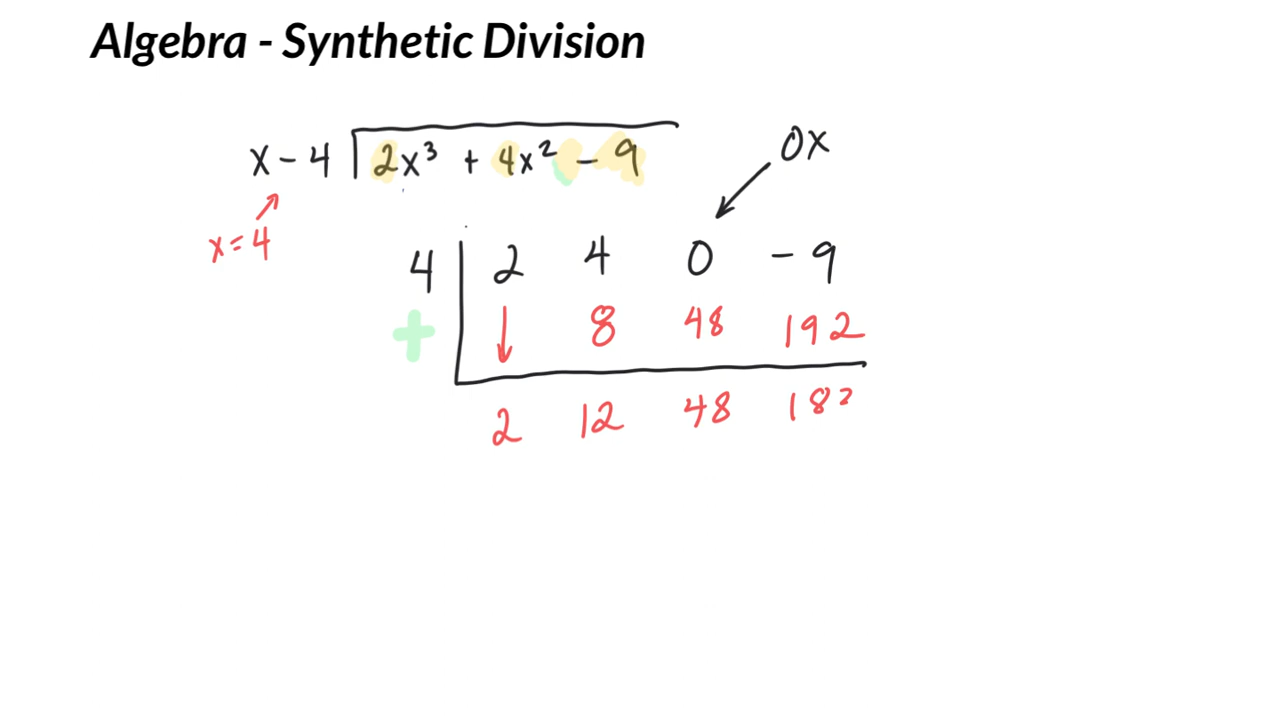 Algebra - Synthetic Division
x - 4 | 2x³ + 4x² - 9
0x
x = 4
4 | 2 4 0 - 9
+ ↓ 8 48 192
2 12 48 183